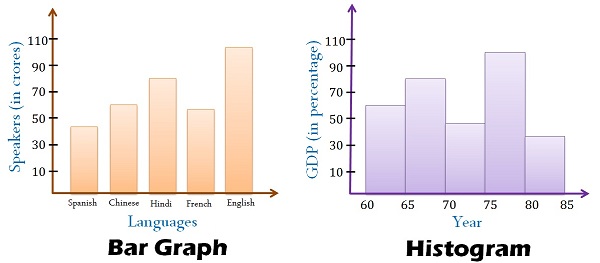 Speakers (in crores)
110
90
70
50
30
10
Spanish Chinese Hindi French English
Languages
Bar Graph
GDP (in percentage)
110
90
70
50
30
10
60 65 70 75 80 85
Year
Histogram